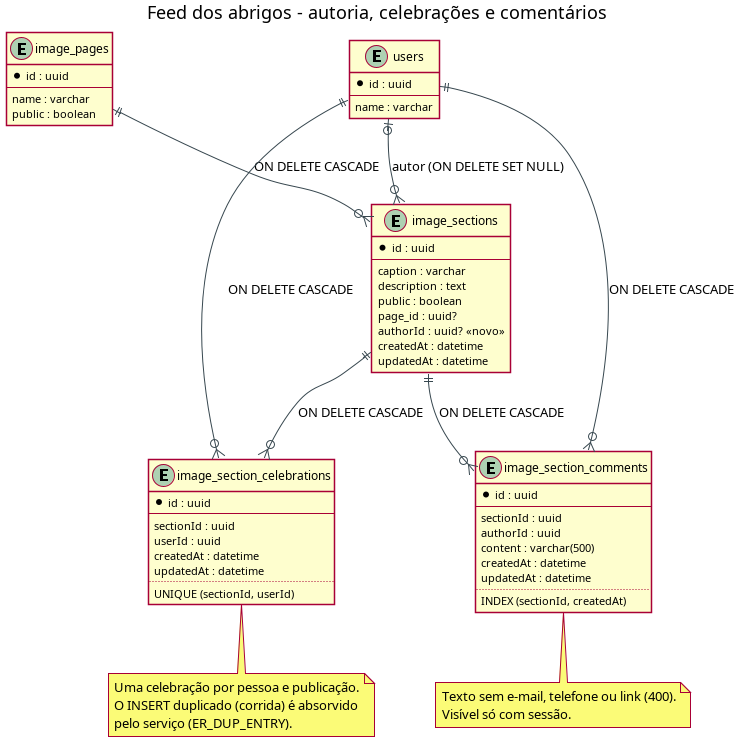 Feed dos abrigos - autoria, celebrações e comentários
E image_pages
id : uuid
name : varchar
public : boolean
E users
id : uuid
name : varchar
ON DELETE CASCADE
autor (ON DELETE SET NULL)
E image_sections
id : uuid
caption : varchar
description : text
public : boolean
page_id : uuid?
authorId : uuid? «novo»
createdAt : datetime
updatedAt : datetime
ON DELETE CASCADE
ON DELETE CASCADE
ON DELETE CASCADE
ON DELETE CASCADE
E image_section_celebrations
id : uuid
sectionId : uuid
userId : uuid
createdAt : datetime
updatedAt : datetime
UNIQUE (sectionId, userId)
E image_section_comments
id : uuid
sectionId : uuid
authorId : uuid
content : varchar(500)
createdAt : datetime
updatedAt : datetime
INDEX (sectionId, createdAt)
Uma celebração por pessoa e publicação.
O INSERT duplicado (corrida) é absorvido
pelo serviço (ER_DUP_ENTRY).
Texto sem e-mail, telefone ou link (400).
Visível só com sessão.